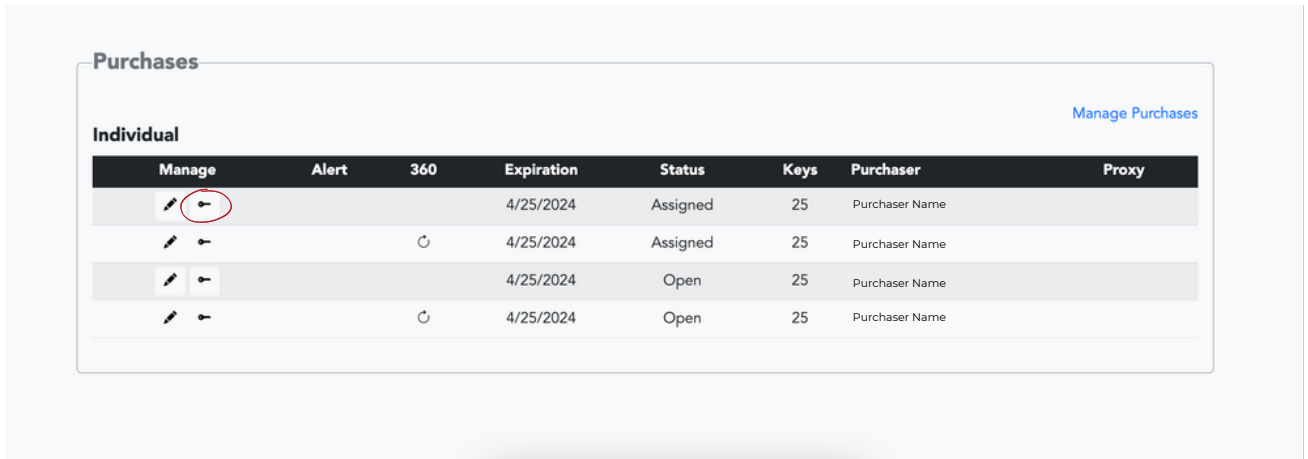 Purchases
Manage Purchases
Individual
Manage Alert 360 Expiration Status Keys Purchaser Proxy
4/25/2024 Assigned 25 Purchaser Name
4/25/2024 Assigned 25 Purchaser Name
4/25/2024 Open 25 Purchaser Name
4/25/2024 Open 25 Purchaser Name